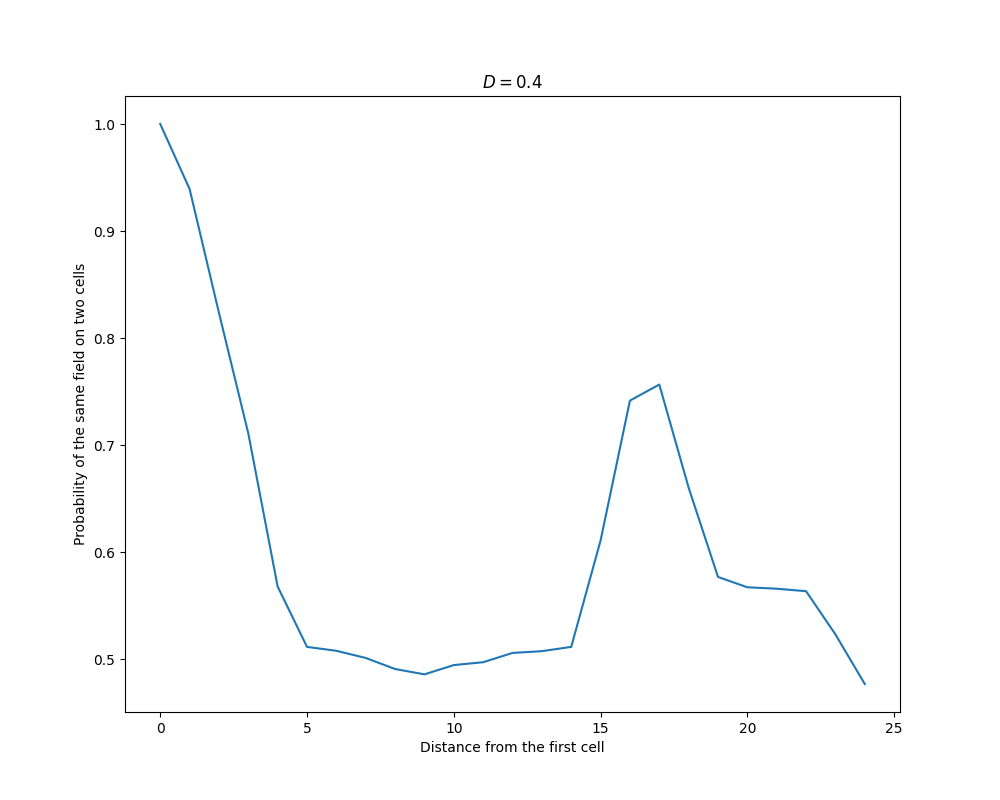 D = 0.4
Probability of the same field on two cells
1.0
0.9
0.8
0.7
0.6
0.5
0 5 10 15 20 25
Distance from the first cell